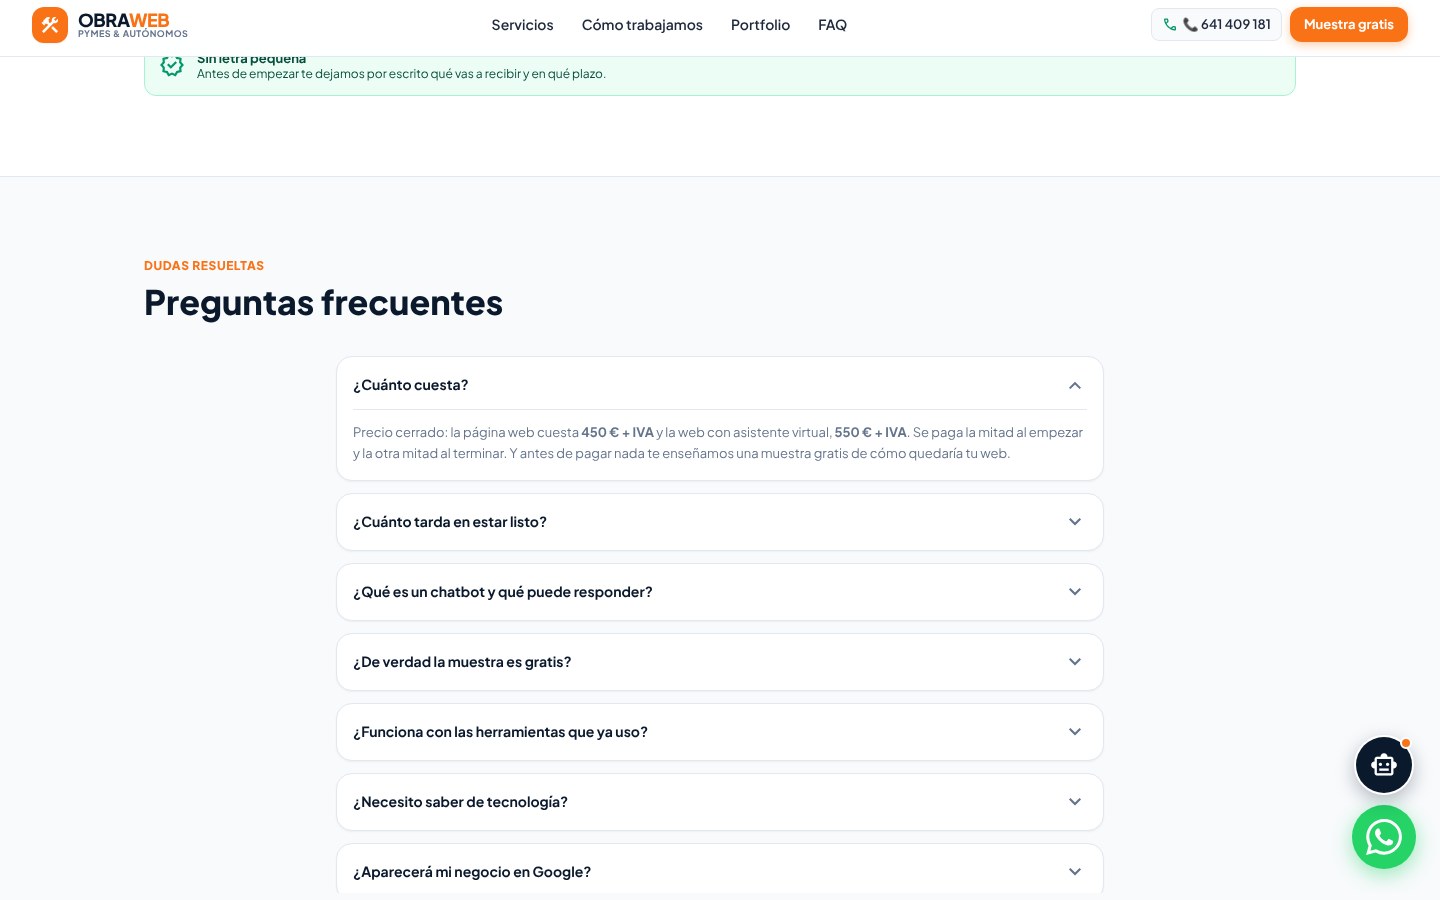 OBRAWEB
PYMES & AUTÓNOMOS
Servicios
Cómo trabajamos
Portfolio
FAQ
641 409 181
Muestra gratis
Sin letra pequeña
Antes de empezar te dejamos por escrito qué vas a recibir y en qué plazo.
DUDAS RESUELTAS
Preguntas frecuentes
¿Cuánto cuesta?
Precio cerrado: la página web cuesta 450 € + IVA y la web con asistente virtual, 550 € + IVA. Se paga la mitad al empezar
y la otra mitad al terminar. Y antes de pagar nada te enseñamos una muestra gratis de cómo quedaría tu web.
¿Cuánto tarda en estar listo?
¿Qué es un chatbot y qué puede responder?
¿De verdad la muestra es gratis?
¿Funciona con las herramientas que ya uso?
¿Necesito saber de tecnología?
¿Aparecerá mi negocio en Google?